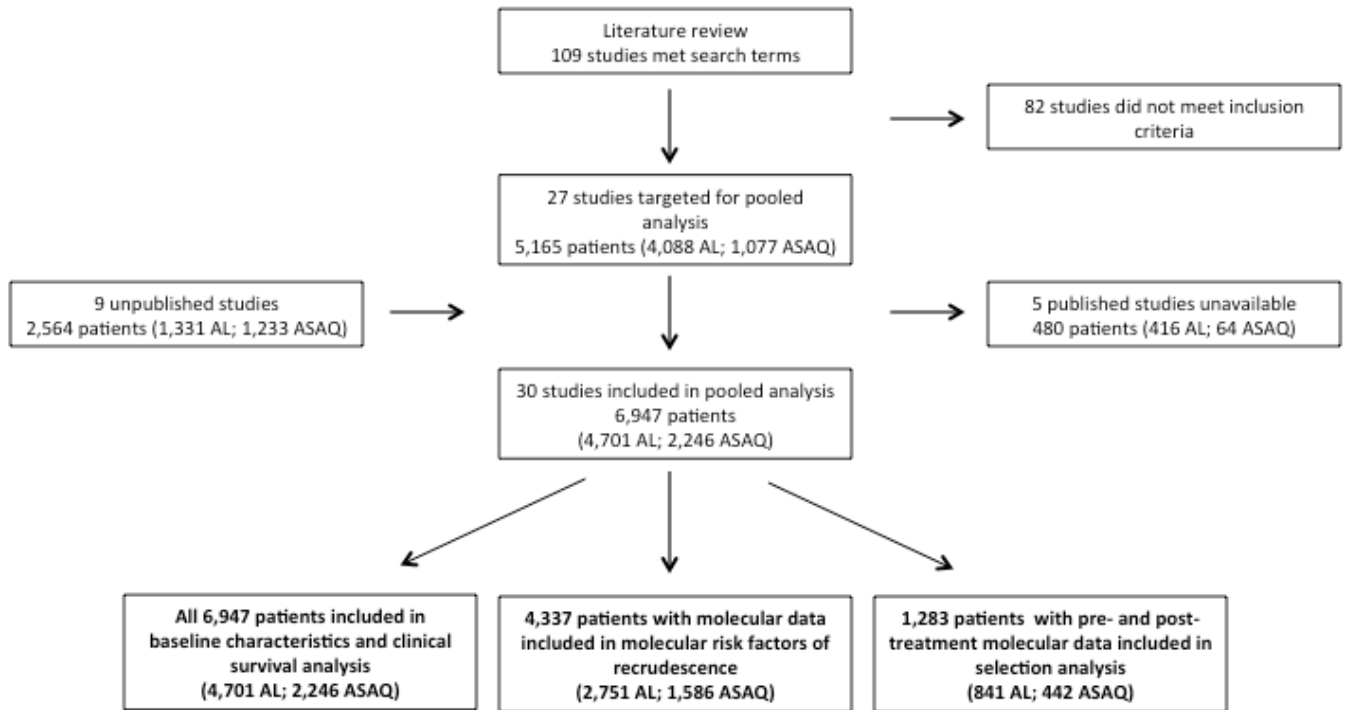 Literature review
109 studies met search terms
82 studies did not meet inclusion
criteria
27 studies targeted for pooled
analysis
5,165 patients (4,088 AL; 1,077 ASAQ)
9 unpublished studies
2,564 patients (1,331 AL; 1,233 ASAQ)
5 published studies unavailable
480 patients (416 AL; 64 ASAQ)
30 studies included in pooled analysis
6,947 patients
(4,701 AL; 2,246 ASAQ)
All 6,947 patients included in
baseline characteristics and clinical
survival analysis
(4,701 AL; 2,246 ASAQ)
4,337 patients with molecular data
included in molecular risk factors of
recrudescence
(2,751 AL; 1,586 ASAQ)
1,283 patients with pre- and post-
treatment molecular data included in
selection analysis
(841 AL; 442 ASAQ)